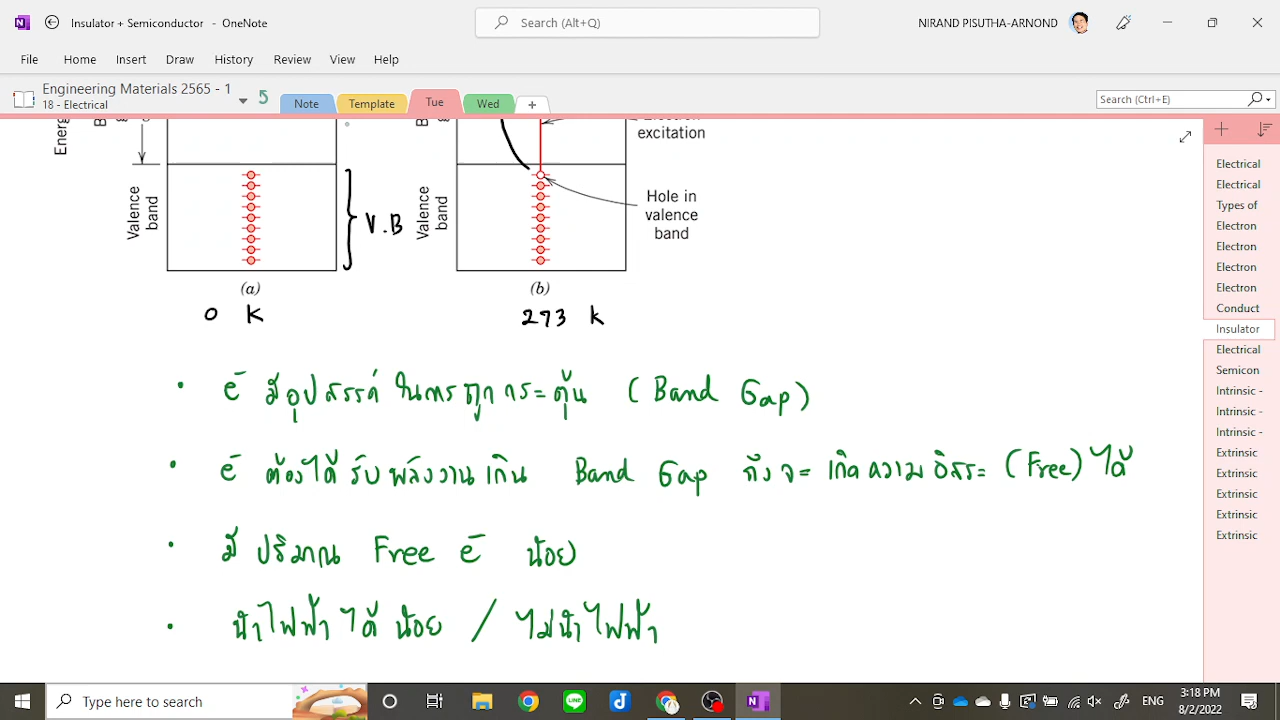 Insulator + Semiconductor - OneNote
Search (Alt+Q)
NIRAND PISUTHA-ARNOND
File Home Insert Draw History Review View Help
Engineering Materials 2565 - 1
18 - Electrical
Note Template Tue Wed +
Search (Ctrl+E)
Energ
excitation
Valence band
V.B
Valence band
Hole in
valence
band
(a)
(b)
0 K
273 K
• e⁻ มีอุปสรรค์ ในการถูกกระตุ้น (Band Gap)
• e⁻ ต้องได้รับพลังงานเกิน Band Gap ถึงจะเกิดความอิสระ (Free) ได้
• มีปริมาณ Free e⁻ น้อย
• นำไฟฟ้าได้น้อย / ไม่นำไฟฟ้า
Electrical
Electrical
Types of
Electron
Electron
Electron
Electron
Conduct
Insulator
Electrical
Semicon
Intrinsic -
Intrinsic -
Intrinsic -
Extrinsic
Extrinsic
Extrinsic
Extrinsic
Extrinsic
Type here to search
ENG
3:18 PM
8/2/2022